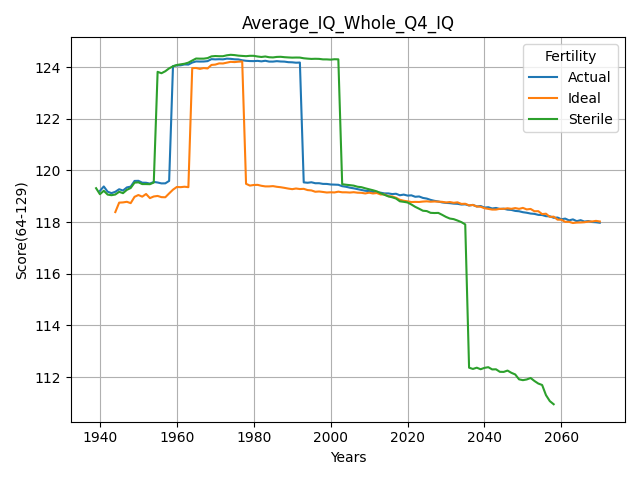 Average_IQ_Whole_Q4_IQ
Fertility
Actual
Ideal
Sterile
Score(64-129)
124
122
120
118
116
114
112
1940
1960
1980
2000
2020
2040
2060
Years